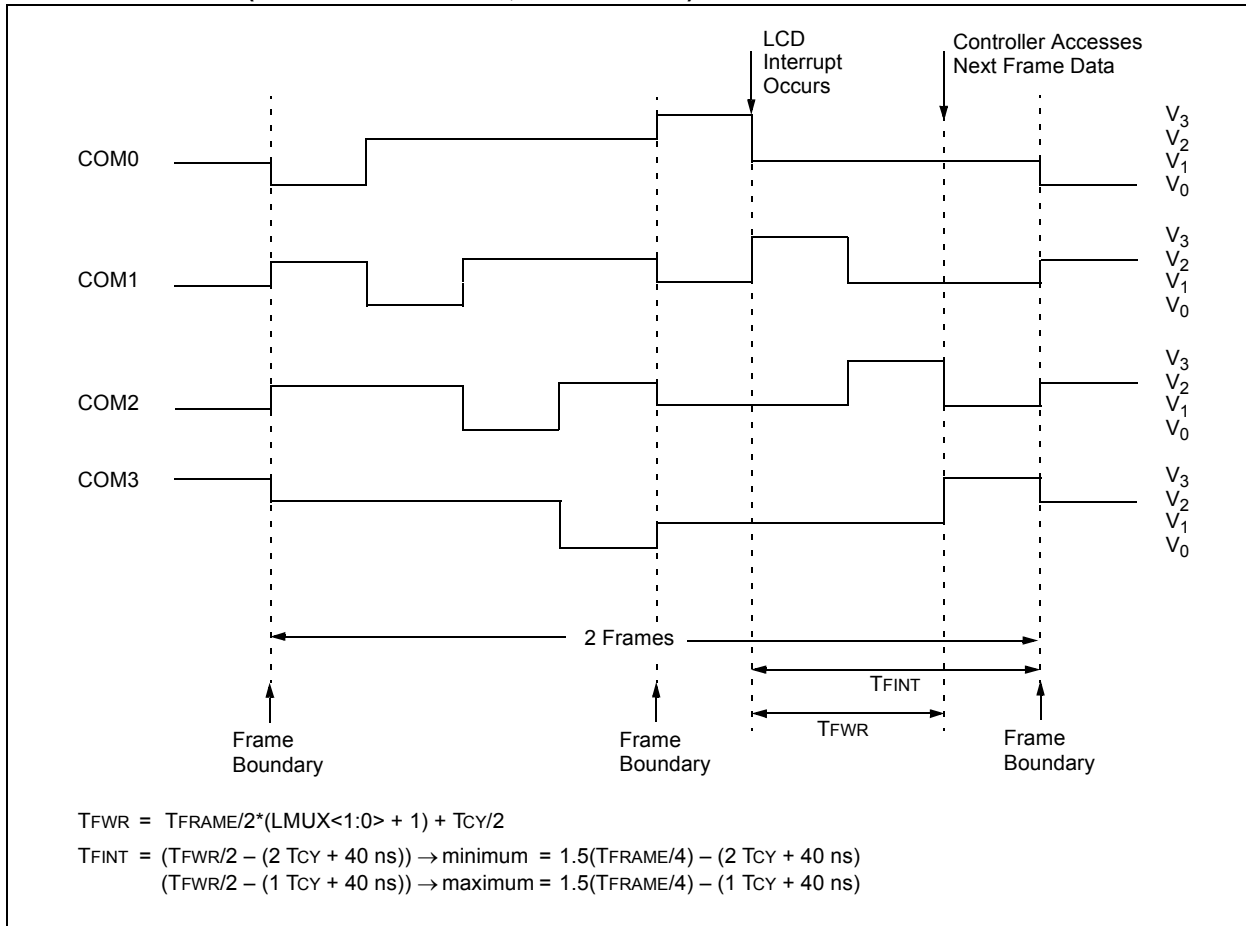 LCD
Interrupt
Occurs
Controller Accesses
Next Frame Data
COM0
V3
V2
V1
V0
COM1
V3
V2
V1
V0
COM2
V3
V2
V1
V0
COM3
V3
V2
V1
V0
2 Frames
TFINT
TFWR
Frame
Boundary
Frame
Boundary
Frame
Boundary
TFWR = TFRAME/2*(LMUX<1:0> + 1) + TCY/2
TFINT = (TFWR/2 – (2 TCY + 40 ns)) → minimum = 1.5(TFRAME/4) – (2 TCY + 40 ns)
(TFWR/2 – (1 TCY + 40 ns)) → maximum = 1.5(TFRAME/4) – (1 TCY + 40 ns)